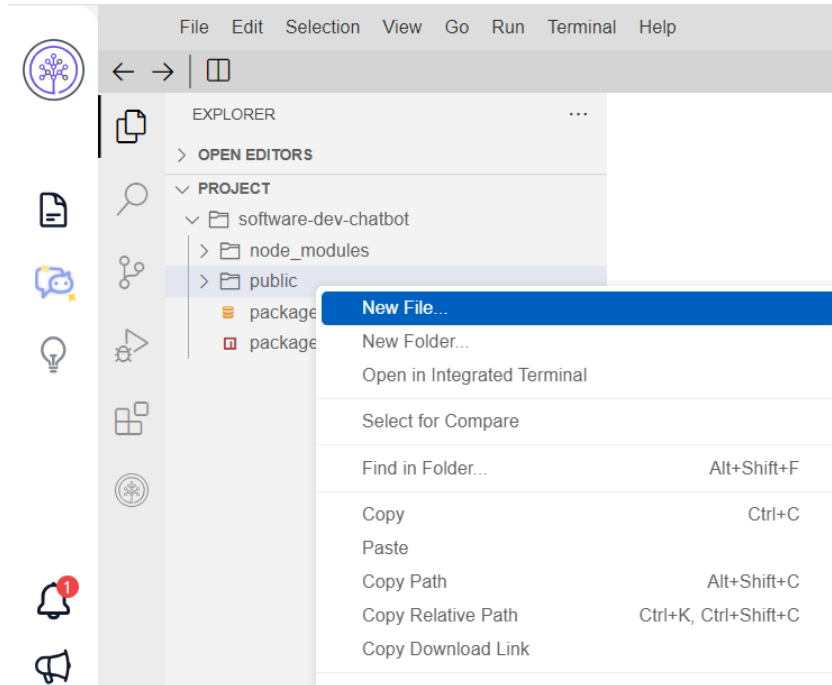 File Edit Selection View Go Run Terminal Help
EXPLORER
OPEN EDITORS
PROJECT
software-dev-chatbot
node_modules
public
package
package
New File...
New Folder...
Open in Integrated Terminal
Select for Compare
Find in Folder... Alt+Shift+F
Copy Ctrl+C
Paste
Copy Path Alt+Shift+C
Copy Relative Path Ctrl+K, Ctrl+Shift+C
Copy Download Link
1